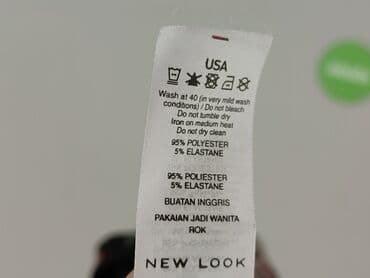 USA
Wash at 40 (in very mild wash
conditions) / Do not bleach
Do not tumble dry
Iron on medium heat
Do not dry clean
95% POLYESTER
5% ELASTANE
95% POLIESTER
5% ELASTANE
BUATAN INGGRIS
PAKAIAN JADI WANITA
ROK
NEW LOOK